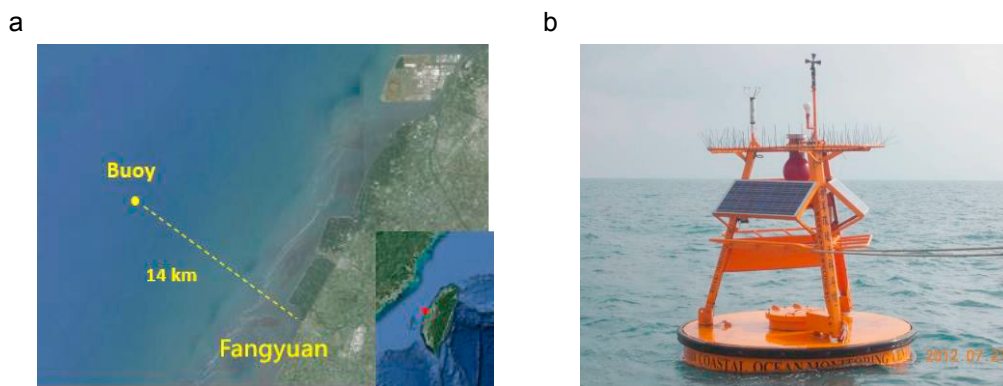 a
b
Buoy
14 km
Fangyuan
COASTAL OCEAN MONITORING
2012.07.2